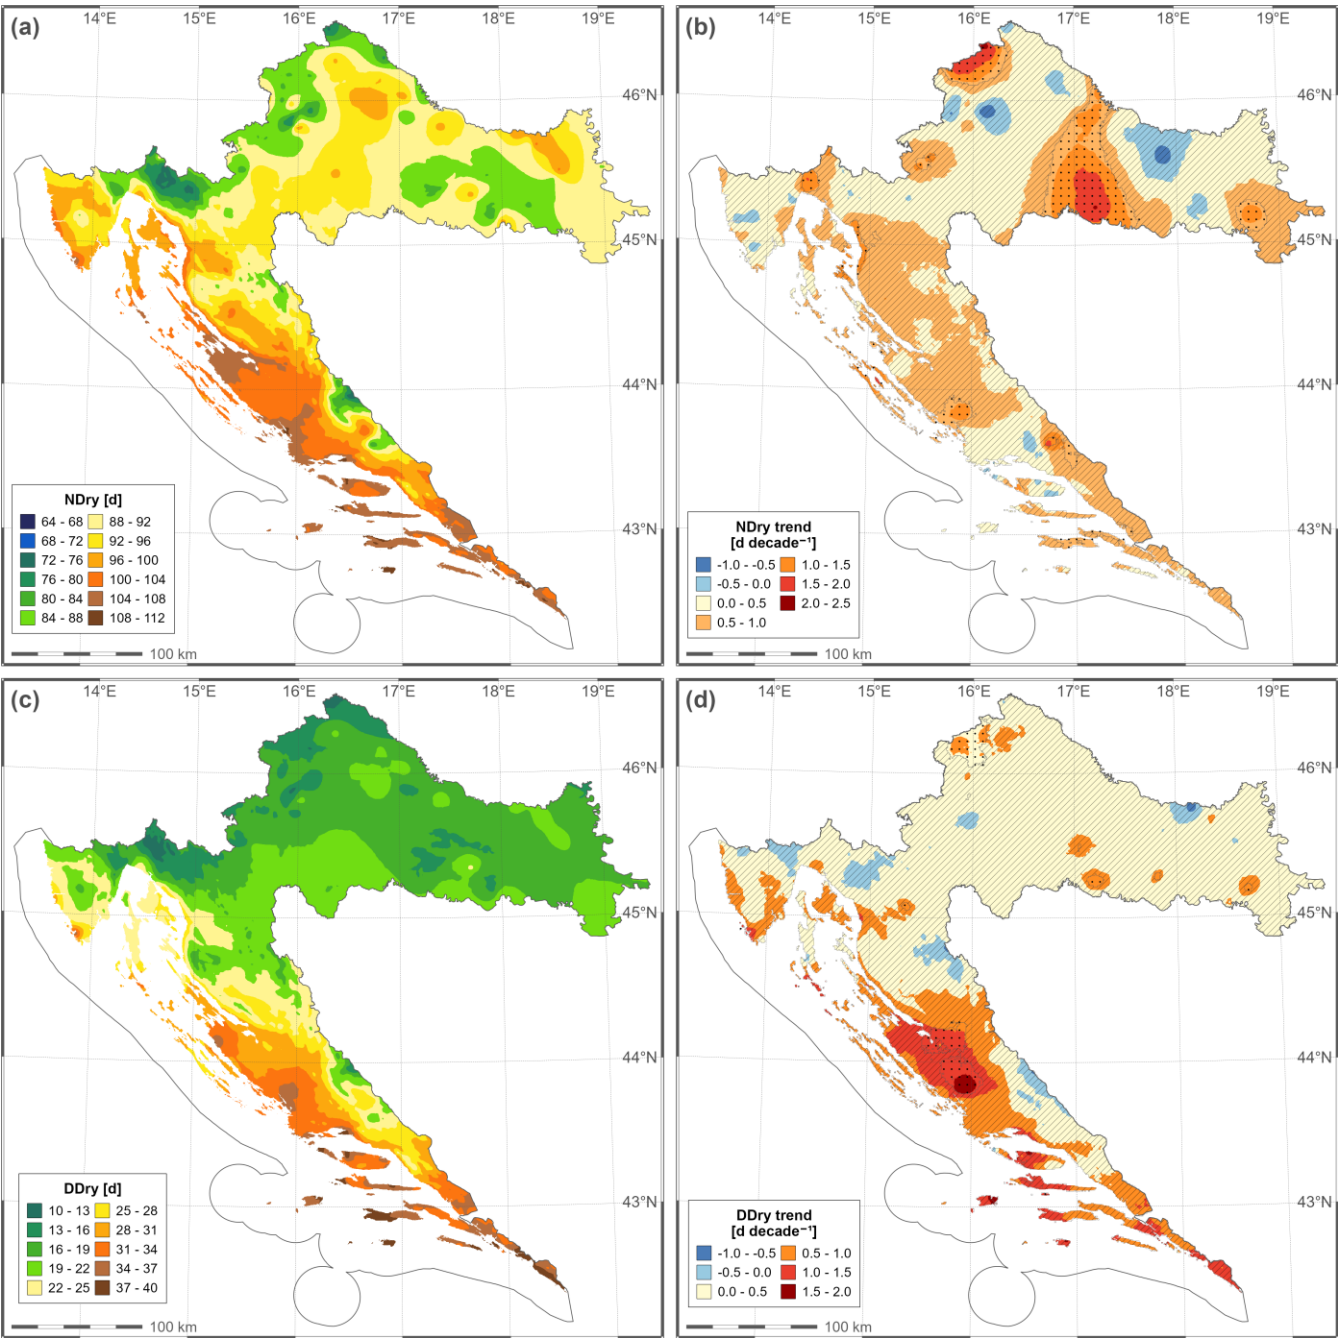 (a)
14°E 15°E 16°E 17°E 18°E 19°E
46°N
45°N
44°N
43°N
NDry [d]
64 - 68 88 - 92
68 - 72 92 - 96
72 - 76 96 - 100
76 - 80 100 - 104
80 - 84 104 - 108
84 - 88 108 - 112
100 km
(b)
14°E 15°E 16°E 17°E 18°E 19°E
46°N
45°N
44°N
43°N
NDry trend
[d decade⁻¹]
-1.0 - -0.5 1.0 - 1.5
-0.5 - 0.0 1.5 - 2.0
0.0 - 0.5 2.0 - 2.5
0.5 - 1.0
100 km
(c)
14°E 15°E 16°E 17°E 18°E 19°E
46°N
45°N
44°N
43°N
DDry [d]
10 - 13 25 - 28
13 - 16 28 - 31
16 - 19 31 - 34
19 - 22 34 - 37
22 - 25 37 - 40
100 km
(d)
14°E 15°E 16°E 17°E 18°E 19°E
46°N
45°N
44°N
43°N
DDry trend
[d decade⁻¹]
-1.0 - -0.5 0.5 - 1.0
-0.5 - 0.0 1.0 - 1.5
0.0 - 0.5 1.5 - 2.0
100 km